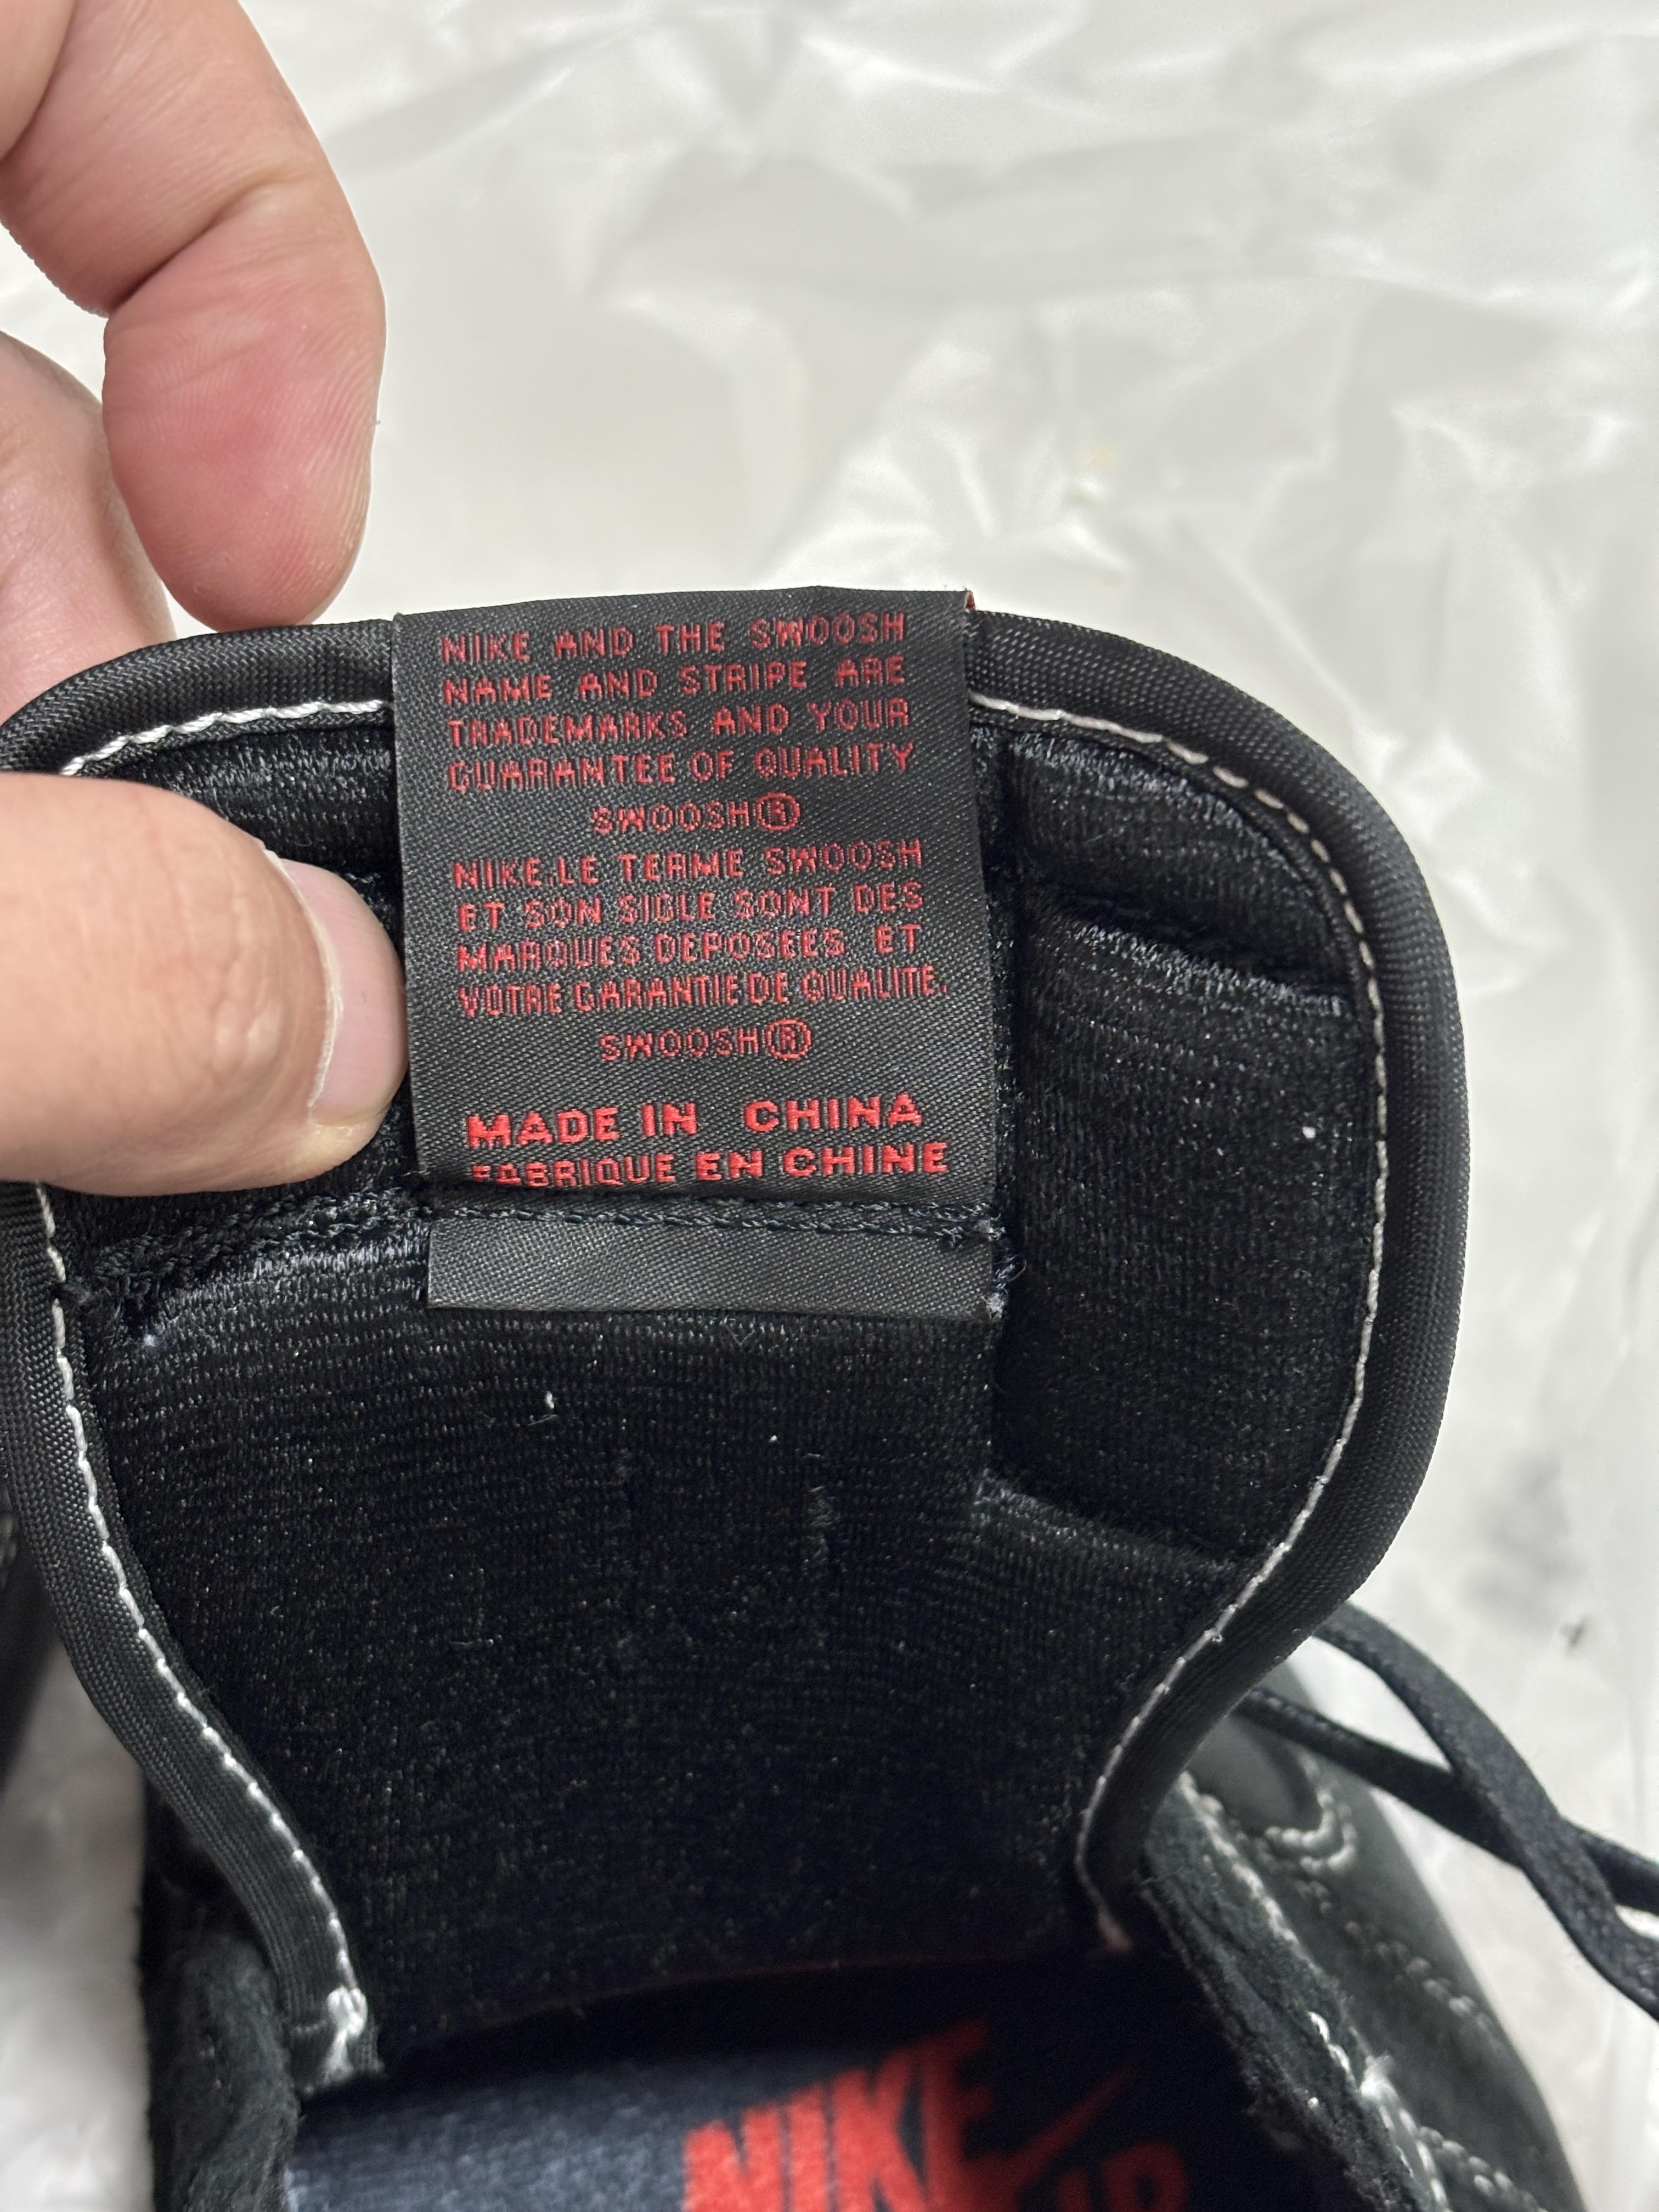 NIKE AND THE SWOOSH
NAME AND STRIPE ARE
TRADEMARKS AND YOUR
GUARANTEE OF QUALITY
SWOOSH®
NIKE.LE TERME SWOOSH
ET SON SIGLE SONT DES
MARQUES DEPOSEES ET
VOTRE GARANTIE DE QUALITE.
SWOOSH®
MADE IN CHINA
FABRIQUE EN CHINE
NIKE